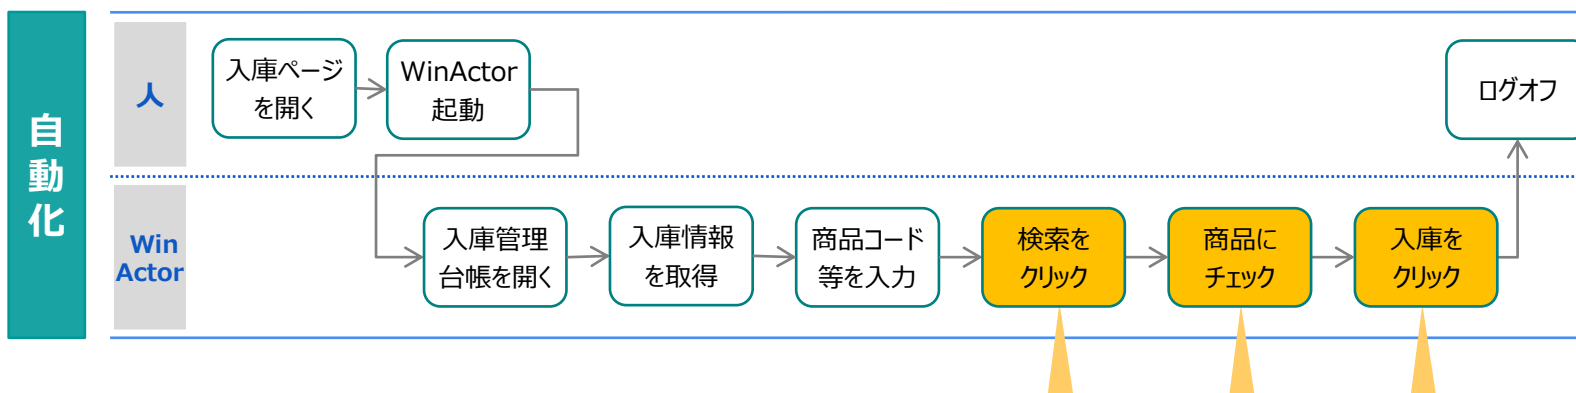 自動化
人
入庫ページ
を開く
WinActor
起動
ログオフ
Win
Actor
入庫管理
台帳を開く
入庫情報
を取得
商品コード
等を入力
検索を
クリック
商品に
チェック
入庫を
クリック